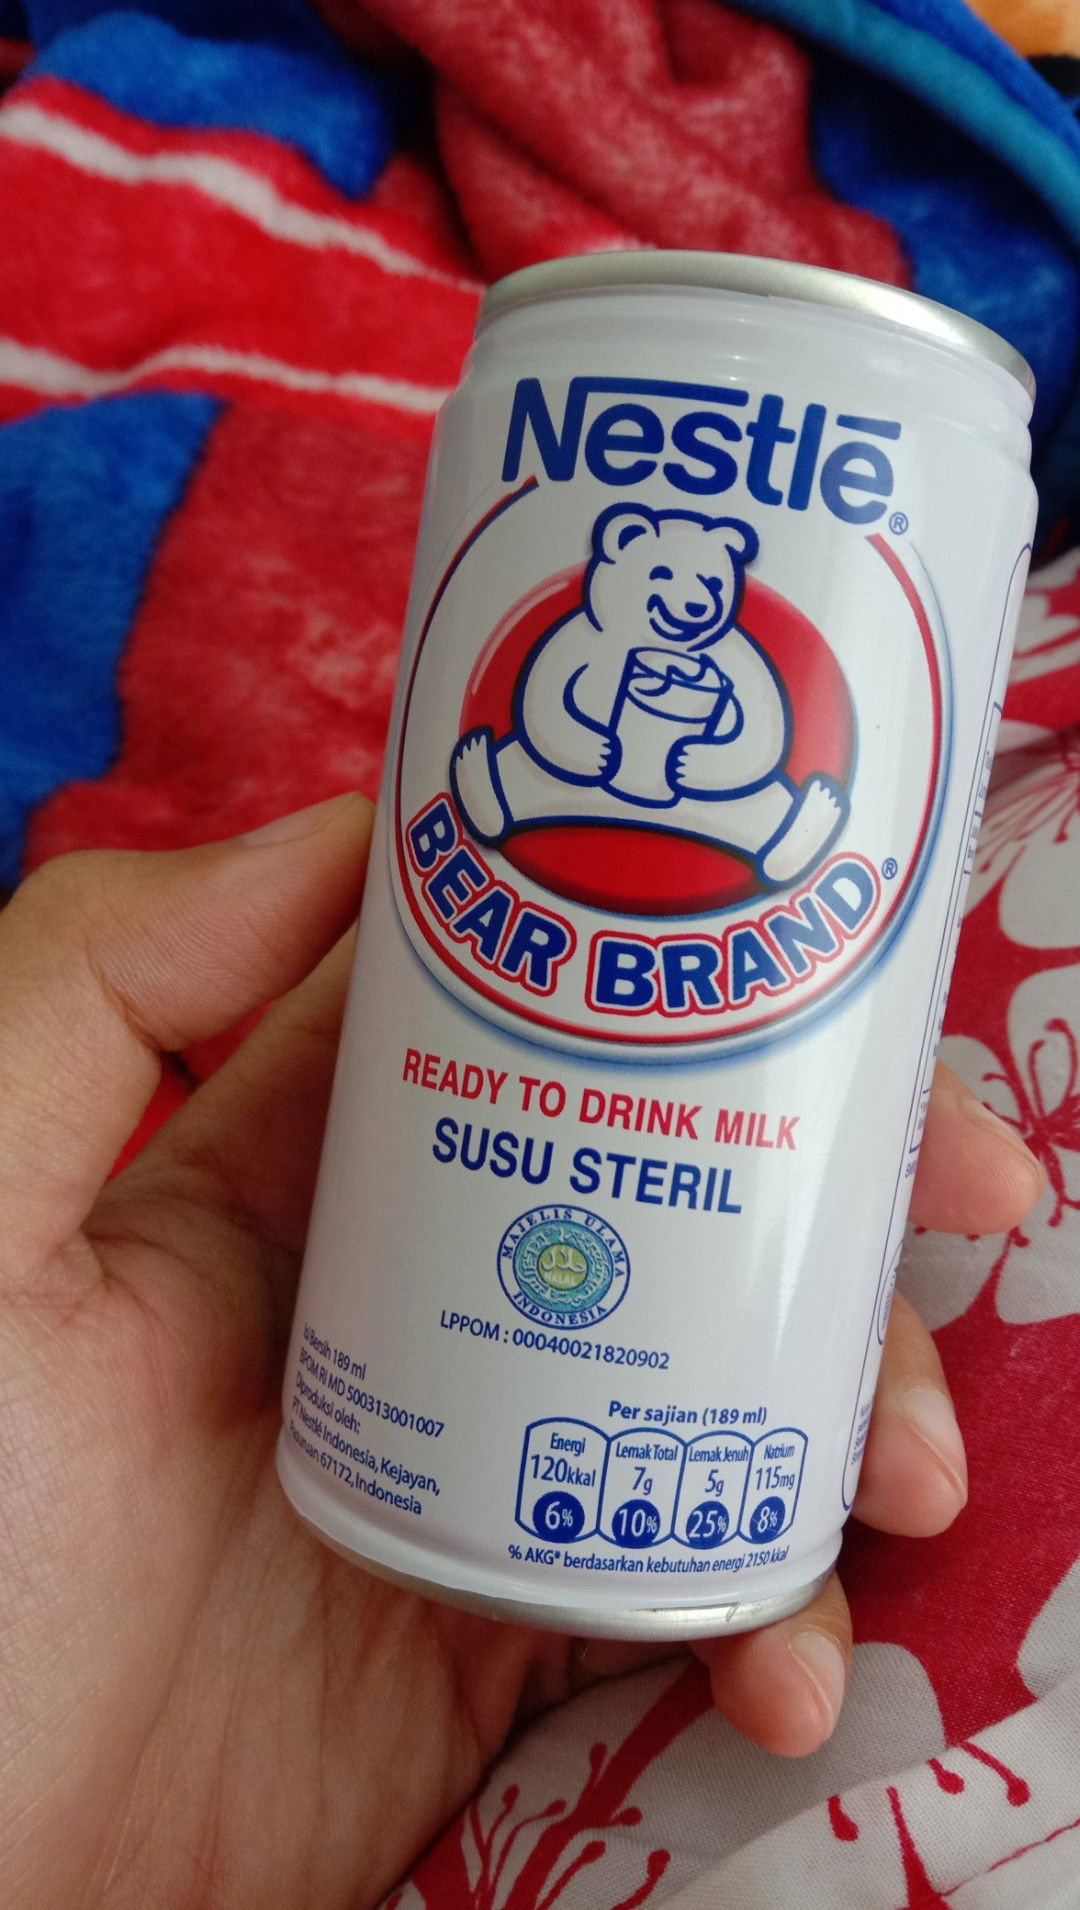 Nestlé®
BEAR BRAND®
READY TO DRINK MILK
SUSU STERIL
MAJELIS ULAMA
حلال
HALAL
INDONESIA
LPPOM : 00040021820902
Isi Bersih 189 ml
BPOM RI MD 500313001007
Diproduksi oleh:
PT Nestlé Indonesia, Kejayan,
Pasuruan 67172, Indonesia
Per sajian (189 ml)
Energi Lemak Total Lemak Jenuh Natrium
120kkal 7g 5g 115mg
6% 10% 25% 8%
% AKG* berdasarkan kebutuhan energi 2150 kkal